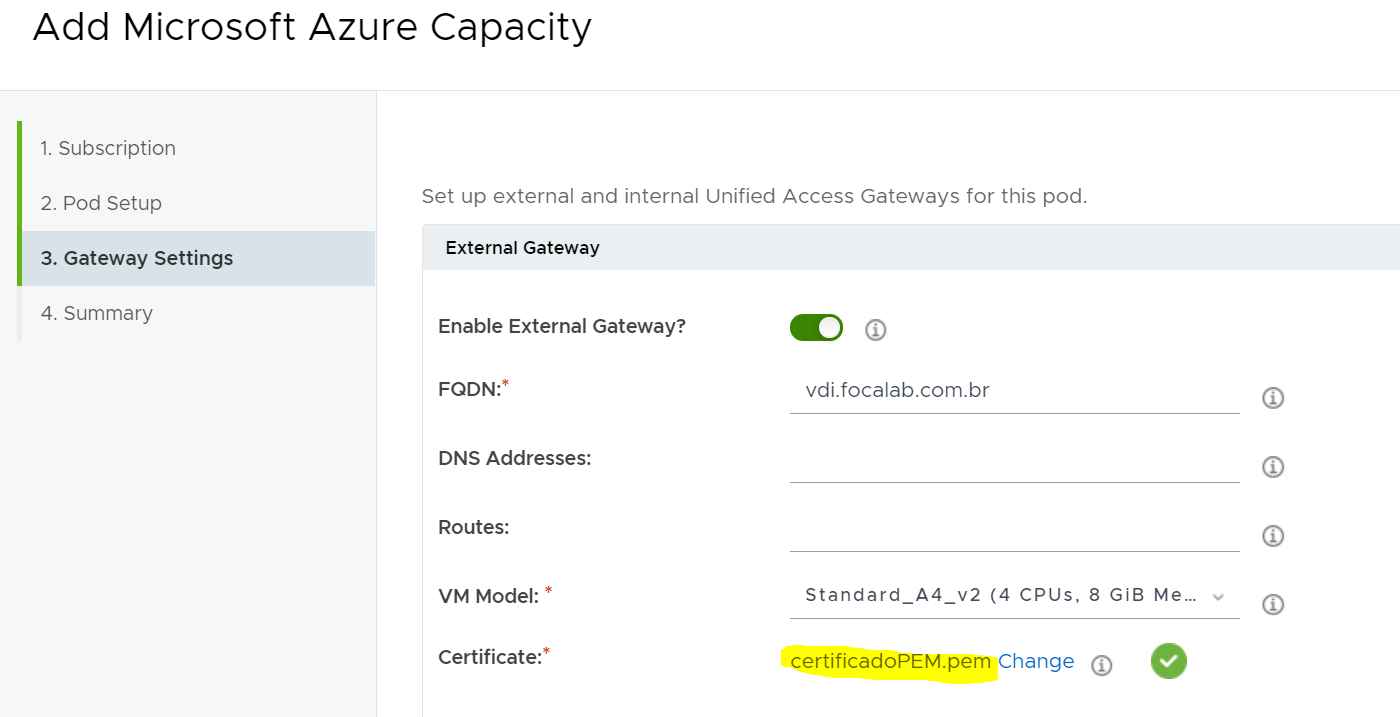 Add Microsoft Azure Capacity
1. Subscription
2. Pod Setup
3. Gateway Settings
4. Summary
Set up external and internal Unified Access Gateways for this pod.
External Gateway
Enable External Gateway?
FQDN:* vdi.focalab.com.br
DNS Addresses:
Routes:
VM Model: * Standard_A4_v2 (4 CPUs, 8 GiB Me...
Certificate:* certificadoPEM.pem Change